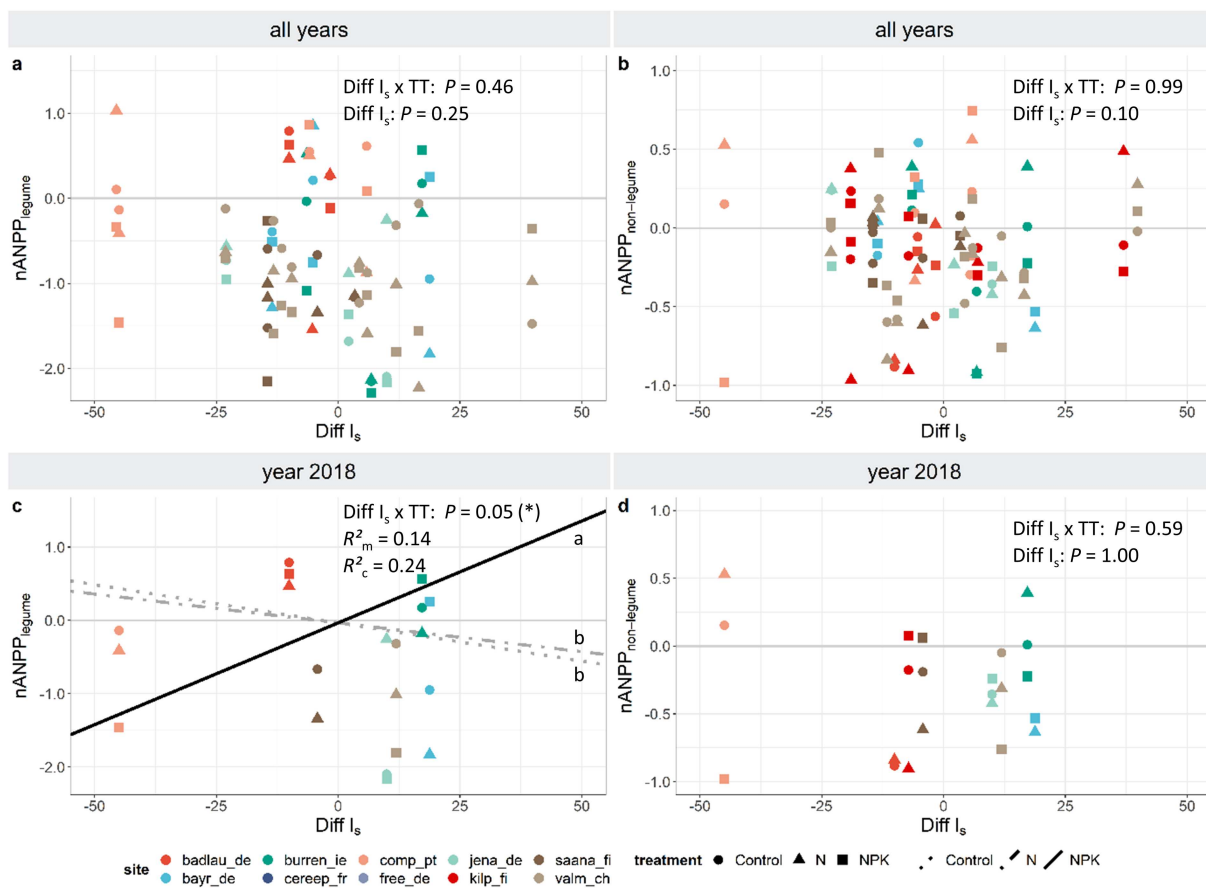 all years
all years
a
Diff Is x TT: P = 0.46
Diff Is: P = 0.25
1.0
0.0
-1.0
-2.0
nANPPlegume
-50
-25
0
25
50
Diff Is
b
Diff Is x TT: P = 0.99
Diff Is: P = 0.10
1.0
0.5
0.0
-0.5
-1.0
nANPPnon−legume
-50
-25
0
25
50
Diff Is
year 2018
year 2018
c
Diff Is x TT: P = 0.05 (*)
R²m = 0.14
R²c = 0.24
a
b
b
1.0
0.0
-1.0
-2.0
nANPPlegume
-50
-25
0
25
50
Diff Is
d
Diff Is x TT: P = 0.59
Diff Is: P = 1.00
1.0
0.5
0.0
-0.5
-1.0
nANPPnon−legume
-50
-25
0
25
50
Diff Is
site badlau_de burren_ie comp_pt jena_de saana_fi
bayr_de cereep_fr free_de kilp_fi valm_ch
treatment Control N NPK Control N NPK